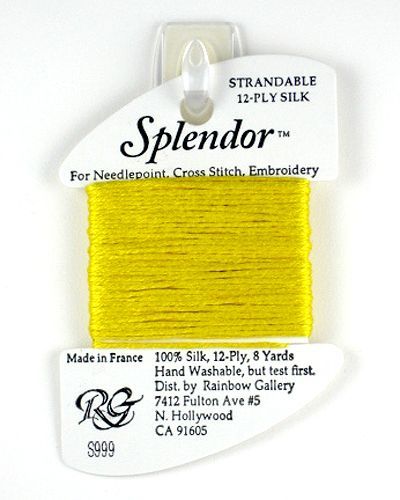 STRANDABLE
12-PLY SILK
Splendor™
For Needlepoint, Cross Stitch, Embroidery
Made in France
RG
S999
100% Silk, 12-Ply, 8 Yards
Hand Washable, but test first.
Dist. by Rainbow Gallery
7412 Fulton Ave #5
N. Hollywood
CA 91605